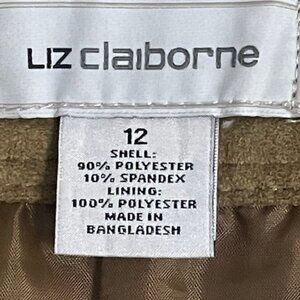 LIZ claiborne
12
SHELL:
90% POLYESTER
10% SPANDEX
LINING:
100% POLYESTER
MADE IN
BANGLADESH